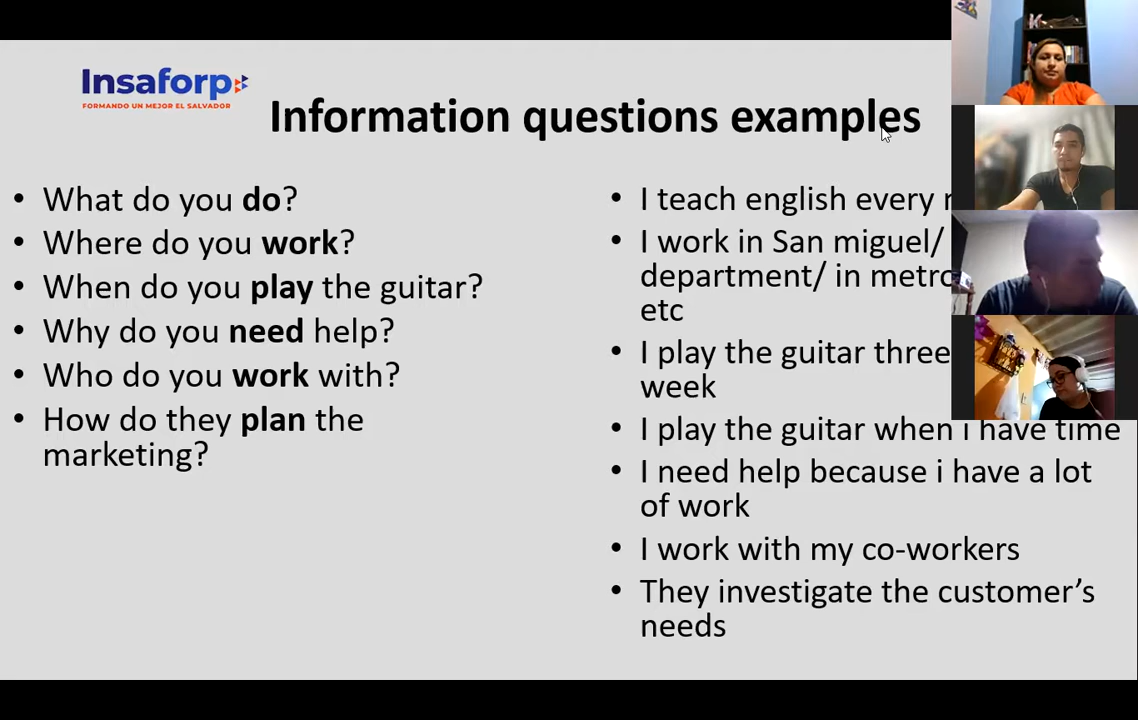 Insaforp
FORMANDO UN MEJOR EL SALVADOR
Information questions examples
• What do you do?
• Where do you work?
• When do you play the guitar?
• Why do you need help?
• Who do you work with?
• How do they plan the
marketing?
• I teach english every
• I work in San miguel/
department/ in
etc
• I play the guitar three
week
• I play the guitar when i have time
• I need help because i have a lot
of work
• I work with my co-workers
• They investigate the customer's
needs